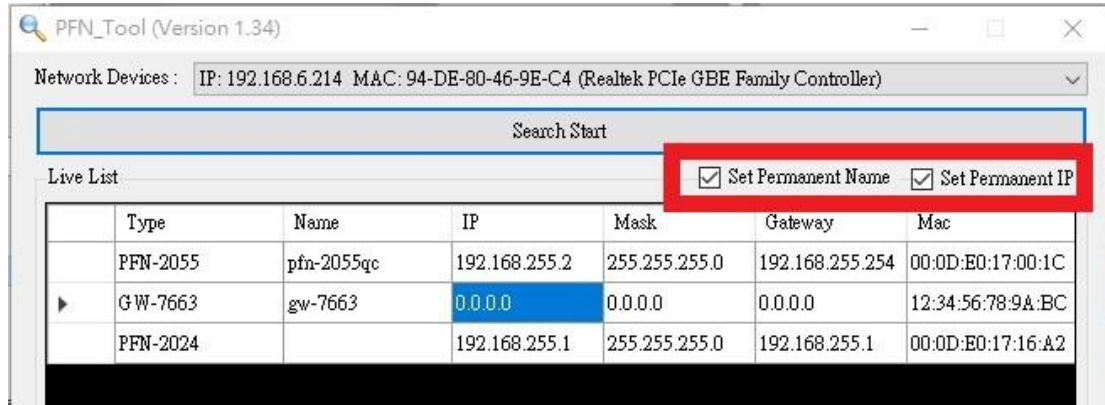 PFN_Tool (Version 1.34)
Network Devices : IP: 192.168.6.214 MAC: 94-DE-80-46-9E-C4 (Realtek PCIe GBE Family Controller)
Search Start
Live List Set Permanent Name Set Permanent IP
Type Name IP Mask Gateway Mac
PFN-2055 pfn-2055qc 192.168.255.2 255.255.255.0 192.168.255.254 00:0D:E0:17:00:1C
GW-7663 gw-7663 0.0.0.0 0.0.0.0 0.0.0.0 12:34:56:78:9A:BC
PFN-2024 192.168.255.1 255.255.255.0 192.168.255.1 00:0D:E0:17:16:A2